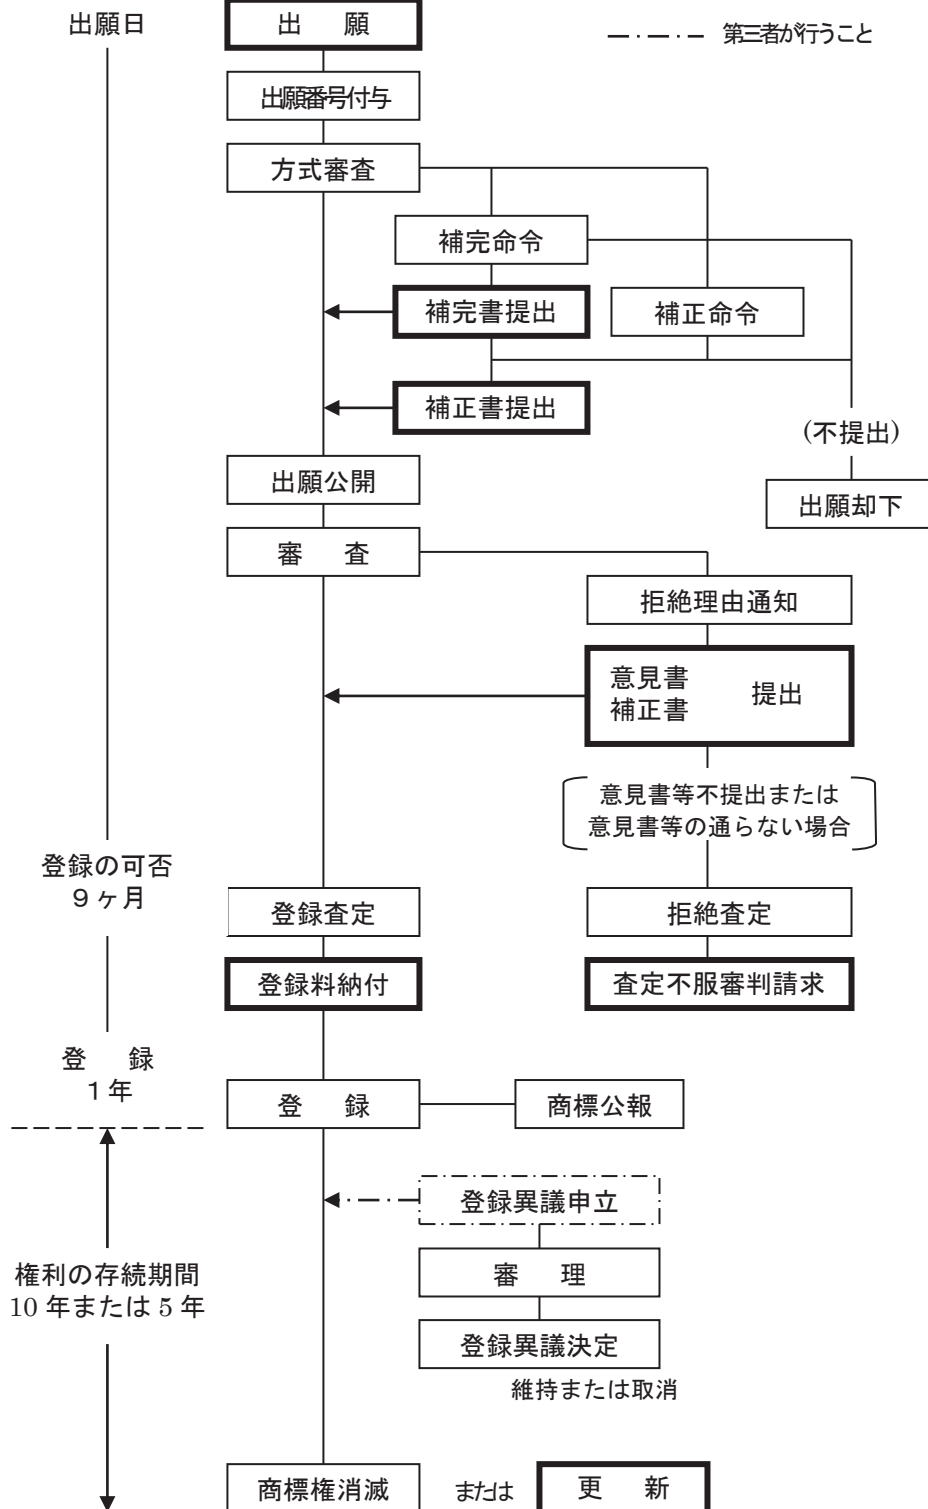 出願日
出　願
第三者が行うこと
出願番号付与
方式審査
補完命令
補完書提出
補正命令
補正書提出
(不提出)
出願公開
出願却下
審　査
拒絶理由通知
意見書
補正書
提出
意見書等不提出または
意見書等の通らない場合
登録の可否
９ヶ月
登録査定
拒絶査定
登録料納付
査定不服審判請求
登　録
１年
登　録
商標公報
登録異議申立
審　理
権利の存続期間
10 年または 5 年
登録異議決定
維持または取消
商標権消滅
または
更　新